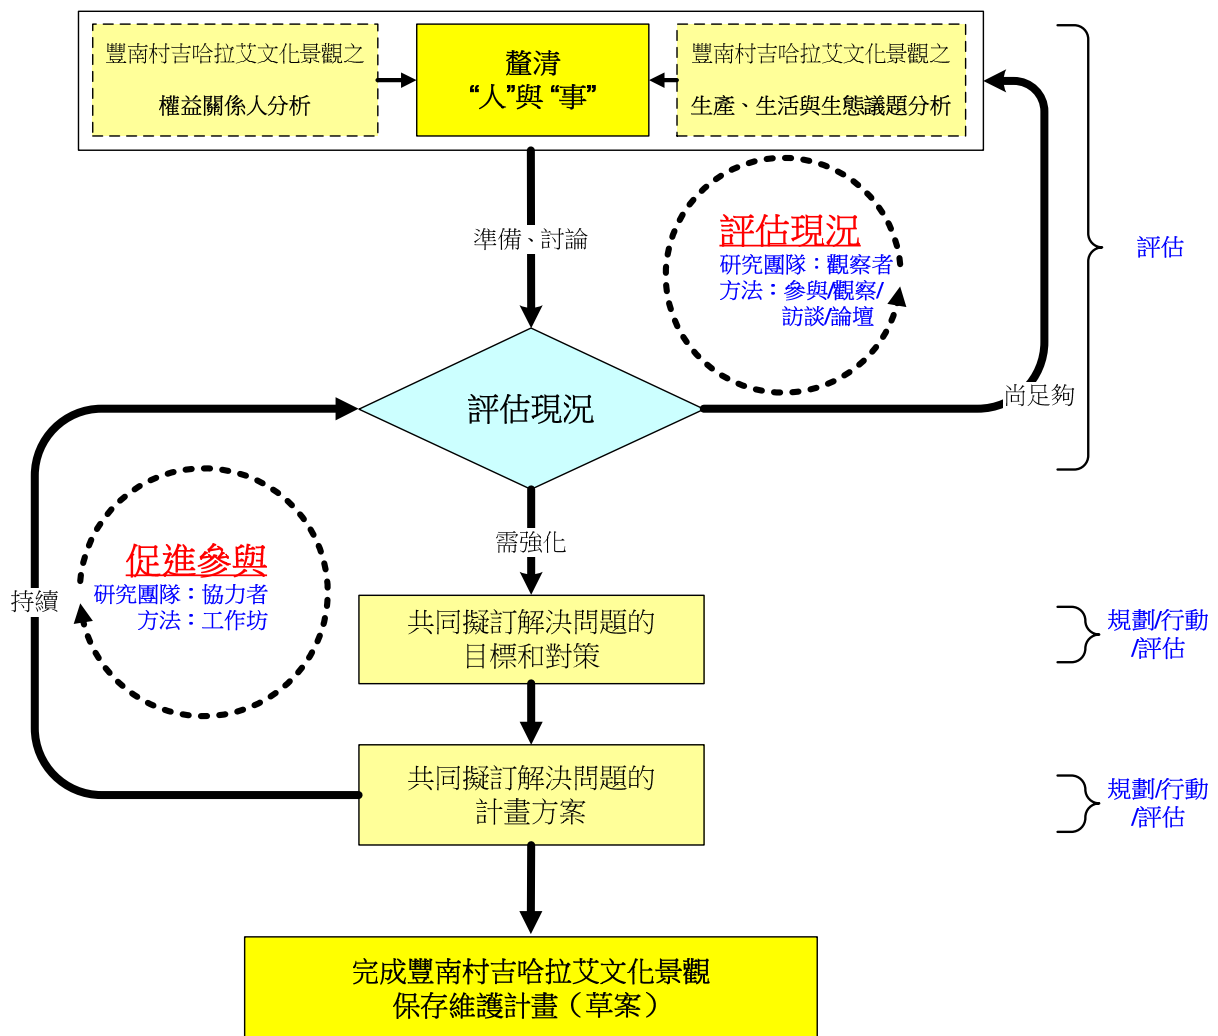 豐南村吉哈拉艾文化景觀之
權益關係人分析
釐清
“人”與 “事”
豐南村吉哈拉艾文化景觀之
生產、生活與生態議題分析
準備、討論
評估現況
研究團隊：觀察者
方法：參與/觀察/
訪談/論壇
評估
評估現況
尚足夠
需強化
促進參與
研究團隊：協力者
方法：工作坊
持續
共同擬訂解決問題的
目標和對策
規劃/行動
/評估
共同擬訂解決問題的
計畫方案
規劃/行動
/評估
完成豐南村吉哈拉艾文化景觀
保存維護計畫（草案）